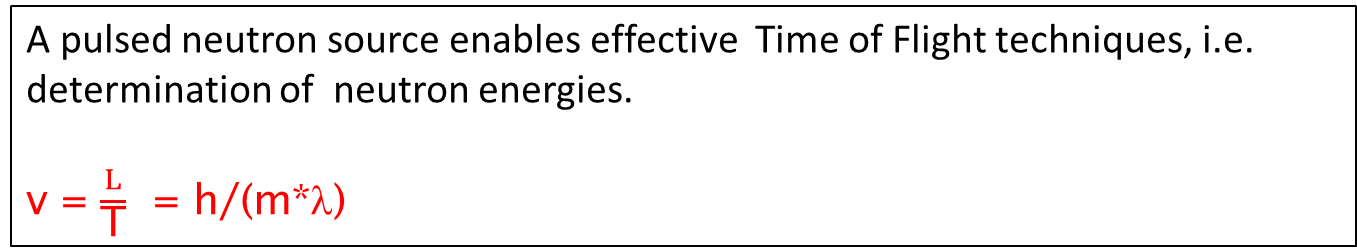 A pulsed neutron source enables effective  Time of Flight techniques, i.e.
determination of  neutron energies.
v = L/T = h/(m*λ)